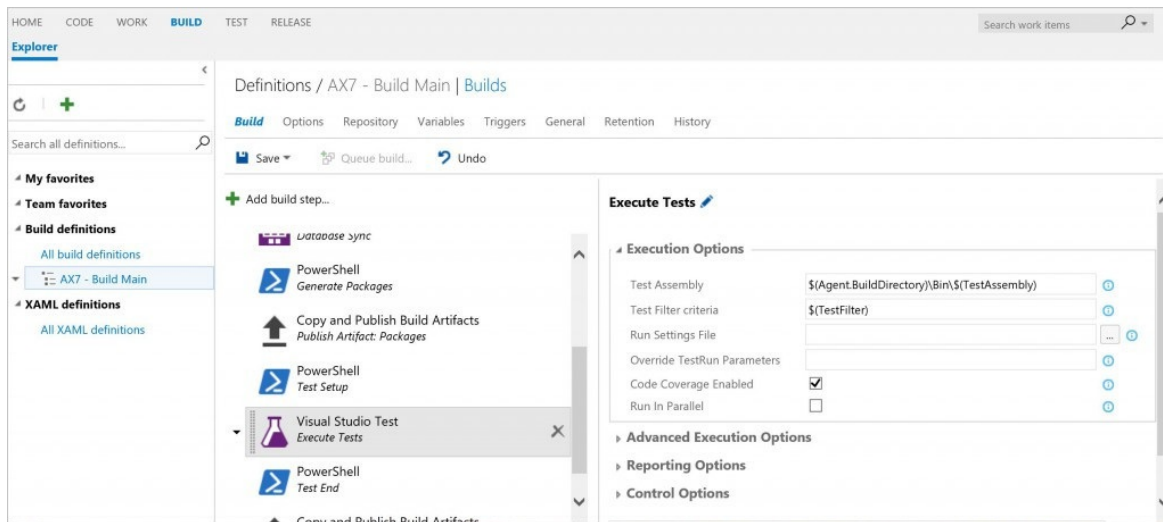 HOME CODE WORK BUILD TEST RELEASE Search work items
Explorer
Definitions / AX7 - Build Main | Builds
Build Options Repository Variables Triggers General Retention History
Search all definitions...
Save Queue build... Undo
My favorites
Team favorites
Build definitions
All build definitions
AX7 - Build Main
XAML definitions
All XAML definitions
Add build step...
Database Sync
PowerShell
Generate Packages
Copy and Publish Build Artifacts
Publish Artifact: Packages
PowerShell
Test Setup
Visual Studio Test
Execute Tests
PowerShell
Test End
Copy and Publish Build Artifacts
Execute Tests
Execution Options
Test Assembly $(Agent.BuildDirectory)\Bin\$(TestAssembly)
Test Filter criteria $(TestFilter)
Run Settings File ...
Override TestRun Parameters
Code Coverage Enabled
Run In Parallel
Advanced Execution Options
Reporting Options
Control Options